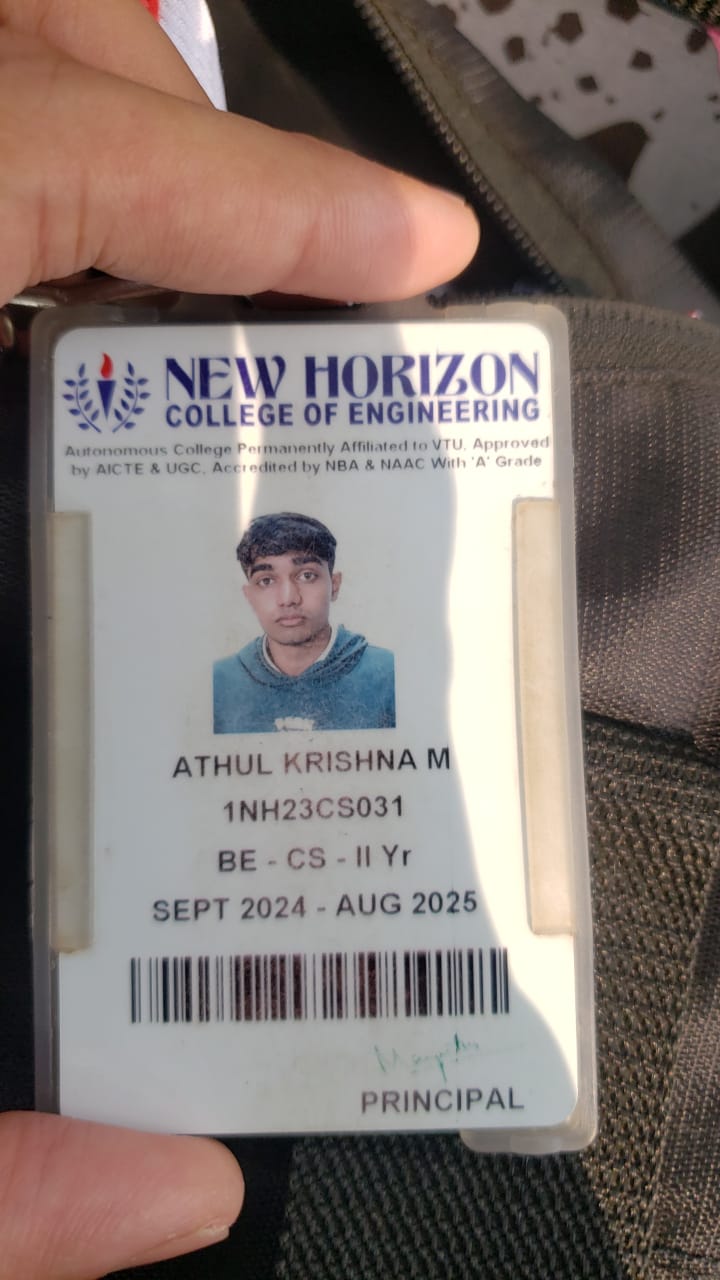 NEW HORIZON
COLLEGE OF ENGINEERING
Autonomous College Permanently Affiliated to VTU, Approved
by AICTE & UGC, Accredited by NBA & NAAC With 'A' Grade
ATHUL KRISHNA M
1NH23CS031
BE - CS - II Yr
SEPT 2024 - AUG 2025
PRINCIPAL